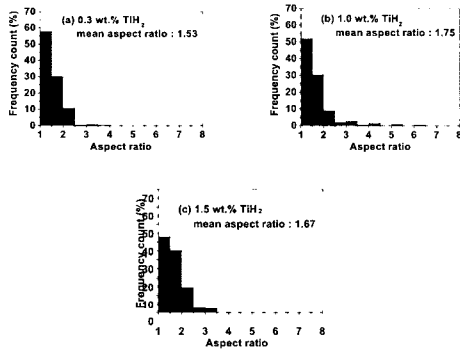 (a) 0.3 wt.% TiH2
mean aspect ratio : 1.53
Frequency count (%)
70
60
50
40
30
20
10
0
1 2 3 4 5 6 7 8
Aspect ratio
(b) 1.0 wt.% TiH2
mean aspect ratio : 1.75
Frequency count (%)
70
60
50
40
30
20
10
0
1 2 3 4 5 6 7 8
Aspect ratio
(c) 1.5 wt.% TiH2
mean aspect ratio : 1.67
Frequency count (%)
70
60
50
40
30
20
10
0
1 2 3 4 5 6 7 8
Aspect ratio